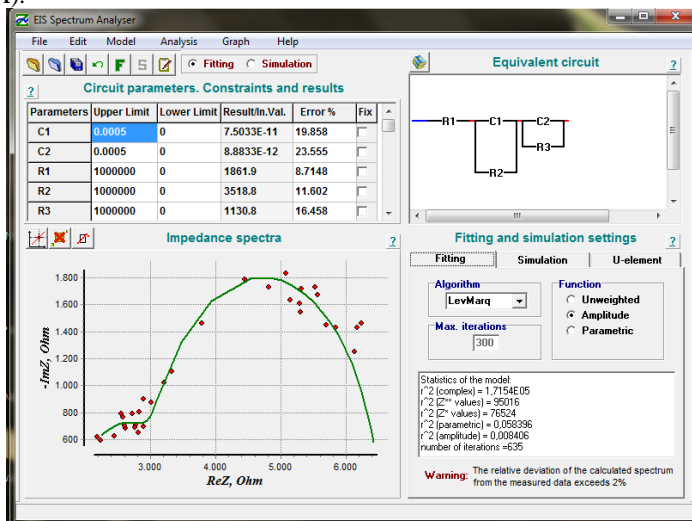 EIS Spectrum Analyser
File Edit Model Analysis Graph Help
Fitting Simulation
Circuit parameters. Constraints and results
?
Parameters Upper Limit Lower Limit Result/In.Val. Error % Fix
C1 0.0005 0 7.5033E-11 19.858
C2 0.0005 0 8.8833E-12 23.555
R1 1000000 0 1861.9 8.7148
R2 1000000 0 3518.8 11.602
R3 1000000 0 1130.8 16.458
Equivalent circuit
?
R1 C1 C2
R3
R2
Impedance spectra
?
-ImZ, Ohm
1.800
1.600
1.400
1.200
1.000
800
600
3.000 4.000 5.000 6.000
ReZ, Ohm
Fitting and simulation settings
?
Fitting Simulation U-element
Algorithm
LevMarq
Max. iterations
300
Function
Unweighted
Amplitude
Parametric
Statistics of the model:
r^2 (complex) = 1,7154E05
r^2 (Z'' values) = 95016
r^2 (Z' values) = 76524
r^2 (parametric) = 0,058396
r^2 (amplitude) = 0,008406
number of iterations =635
Warning: The relative deviation of the calculated spectrum
from the measured data exceeds 2%